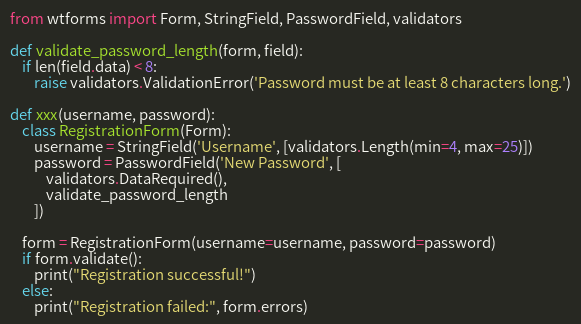 from wtforms import Form, StringField, PasswordField, validators

def validate_password_length(form, field):
    if len(field.data) < 8:
        raise validators.ValidationError('Password must be at least 8 characters long.')

def xxx(username, password):
    class RegistrationForm(Form):
        username = StringField('Username', [validators.Length(min=4, max=25)])
        password = PasswordField('New Password', [
            validators.DataRequired(),
            validate_password_length
        ])

    form = RegistrationForm(username=username, password=password)
    if form.validate():
        print("Registration successful!")
    else:
        print("Registration failed:", form.errors)